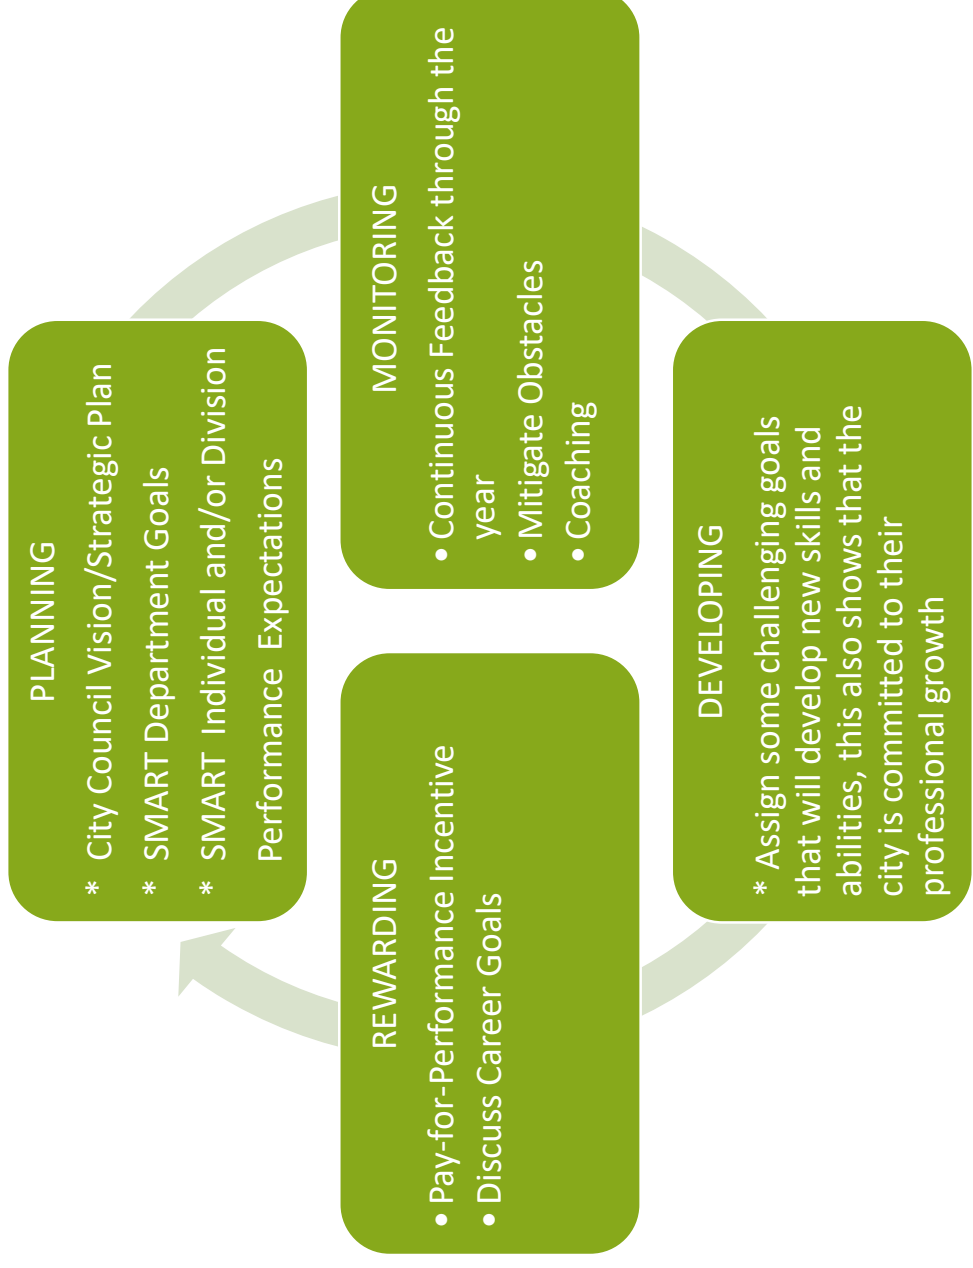 PLANNING
* City Council Vision/Strategic Plan
* SMART Department Goals
* SMART Individual and/or Division
Performance Expectations
MONITORING
• Continuous Feedback through the
year
• Mitigate Obstacles
• Coaching
DEVELOPING
* Assign some challenging goals
that will develop new skills and
abilities, this also shows that the
city is committed to their
professional growth
REWARDING
• Pay-for-Performance Incentive
• Discuss Career Goals